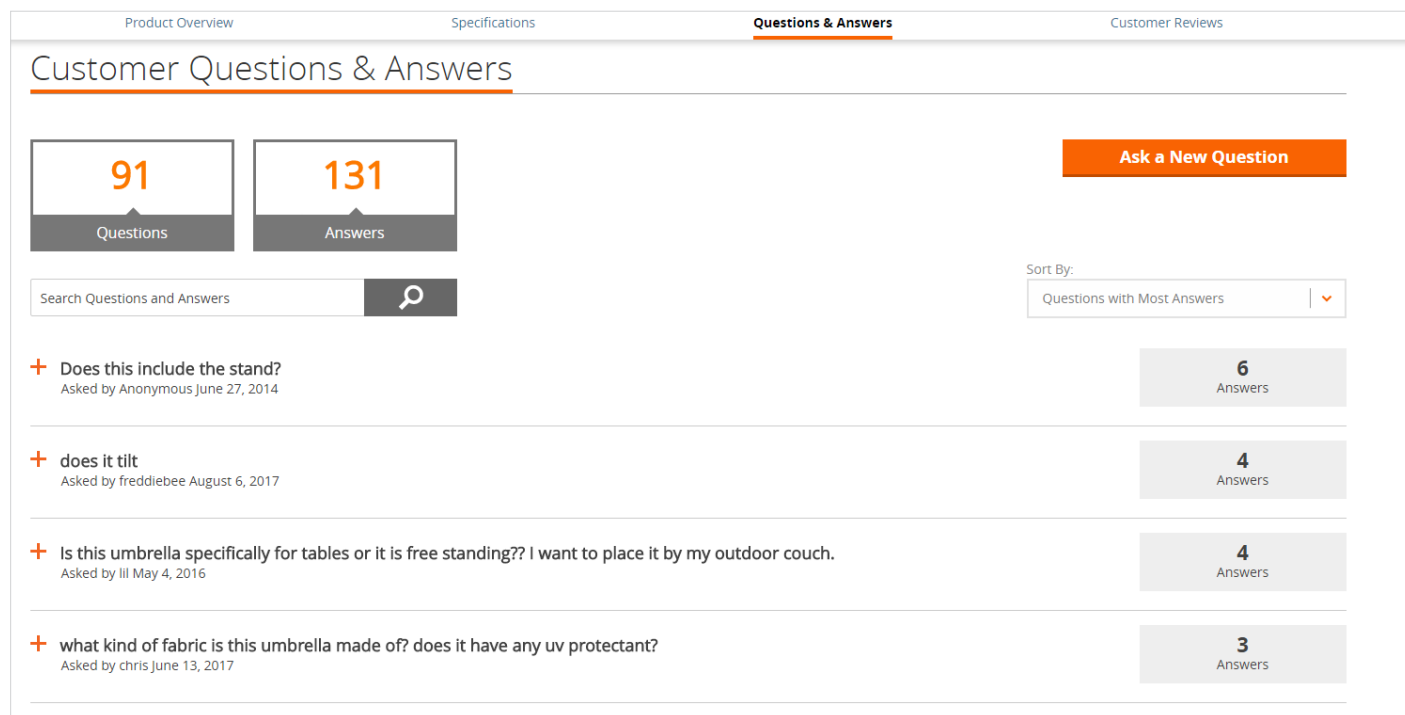 Product Overview
Specifications
Questions & Answers
Customer Reviews
Customer Questions & Answers
91
Questions
131
Answers
Ask a New Question
Search Questions and Answers
Sort By:
Questions with Most Answers
Does this include the stand?
Asked by Anonymous June 27, 2014
6
Answers
does it tilt
Asked by freddiebee August 6, 2017
4
Answers
Is this umbrella specifically for tables or it is free standing?? I want to place it by my outdoor couch.
Asked by lil May 4, 2016
4
Answers
what kind of fabric is this umbrella made of? does it have any uv protectant?
Asked by chris June 13, 2017
3
Answers